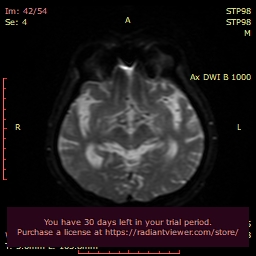 Im: 42/54
Se: 4
STP98
STP98
M
A
Ax DWI B 1000
R
L
You have 30 days left in your trial period.
Purchase a license at https://radiantviewer.com/store/